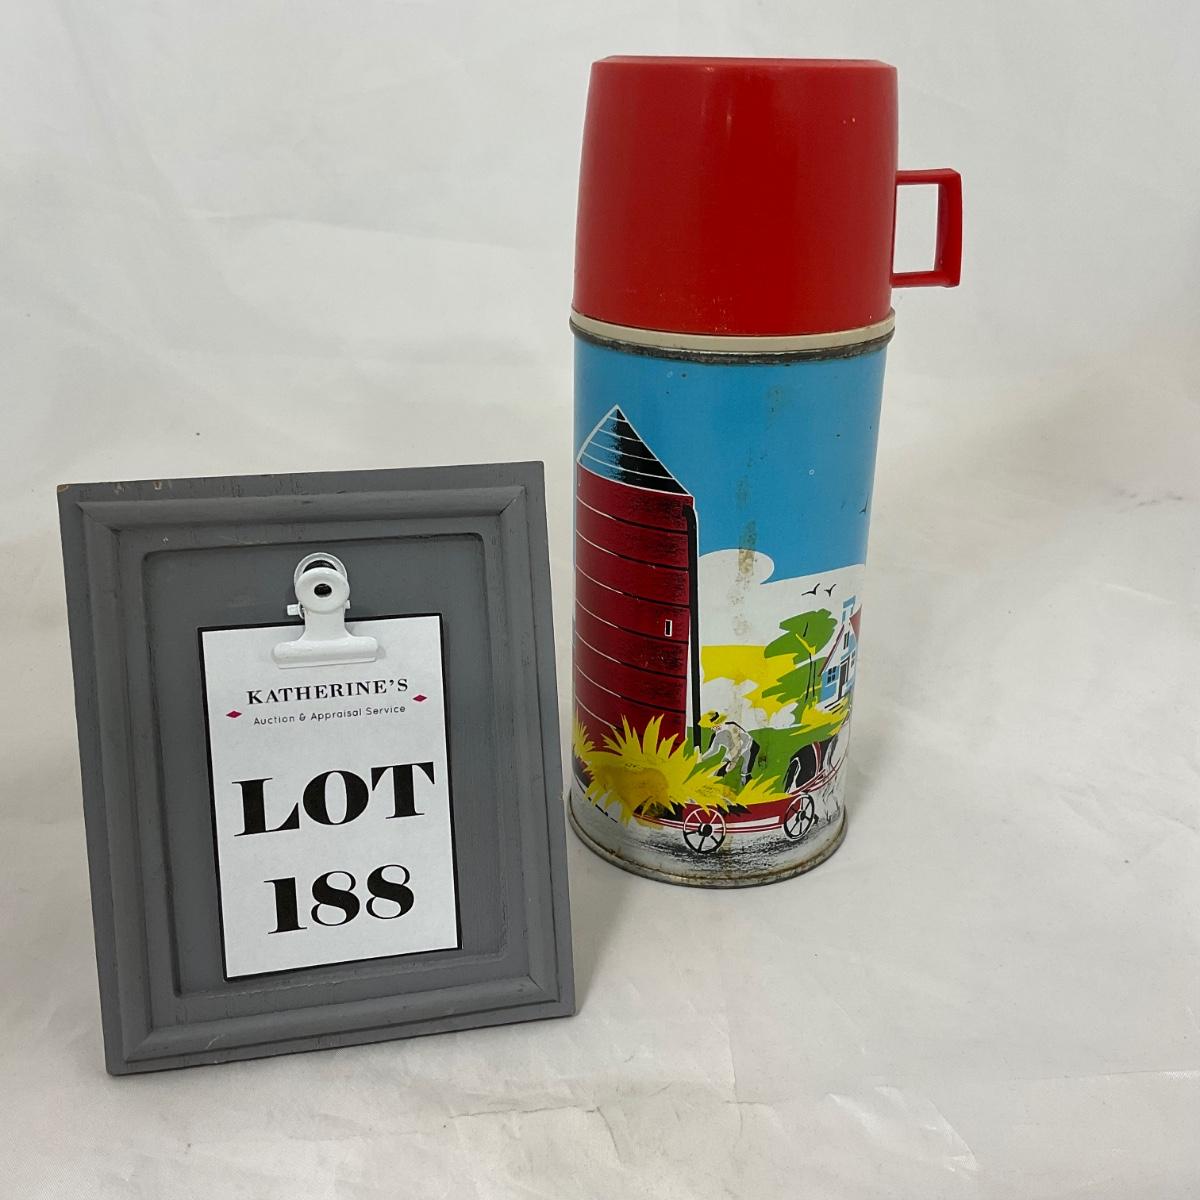 KATHERINE'S
Auction & Appraisal Service
LOT
188